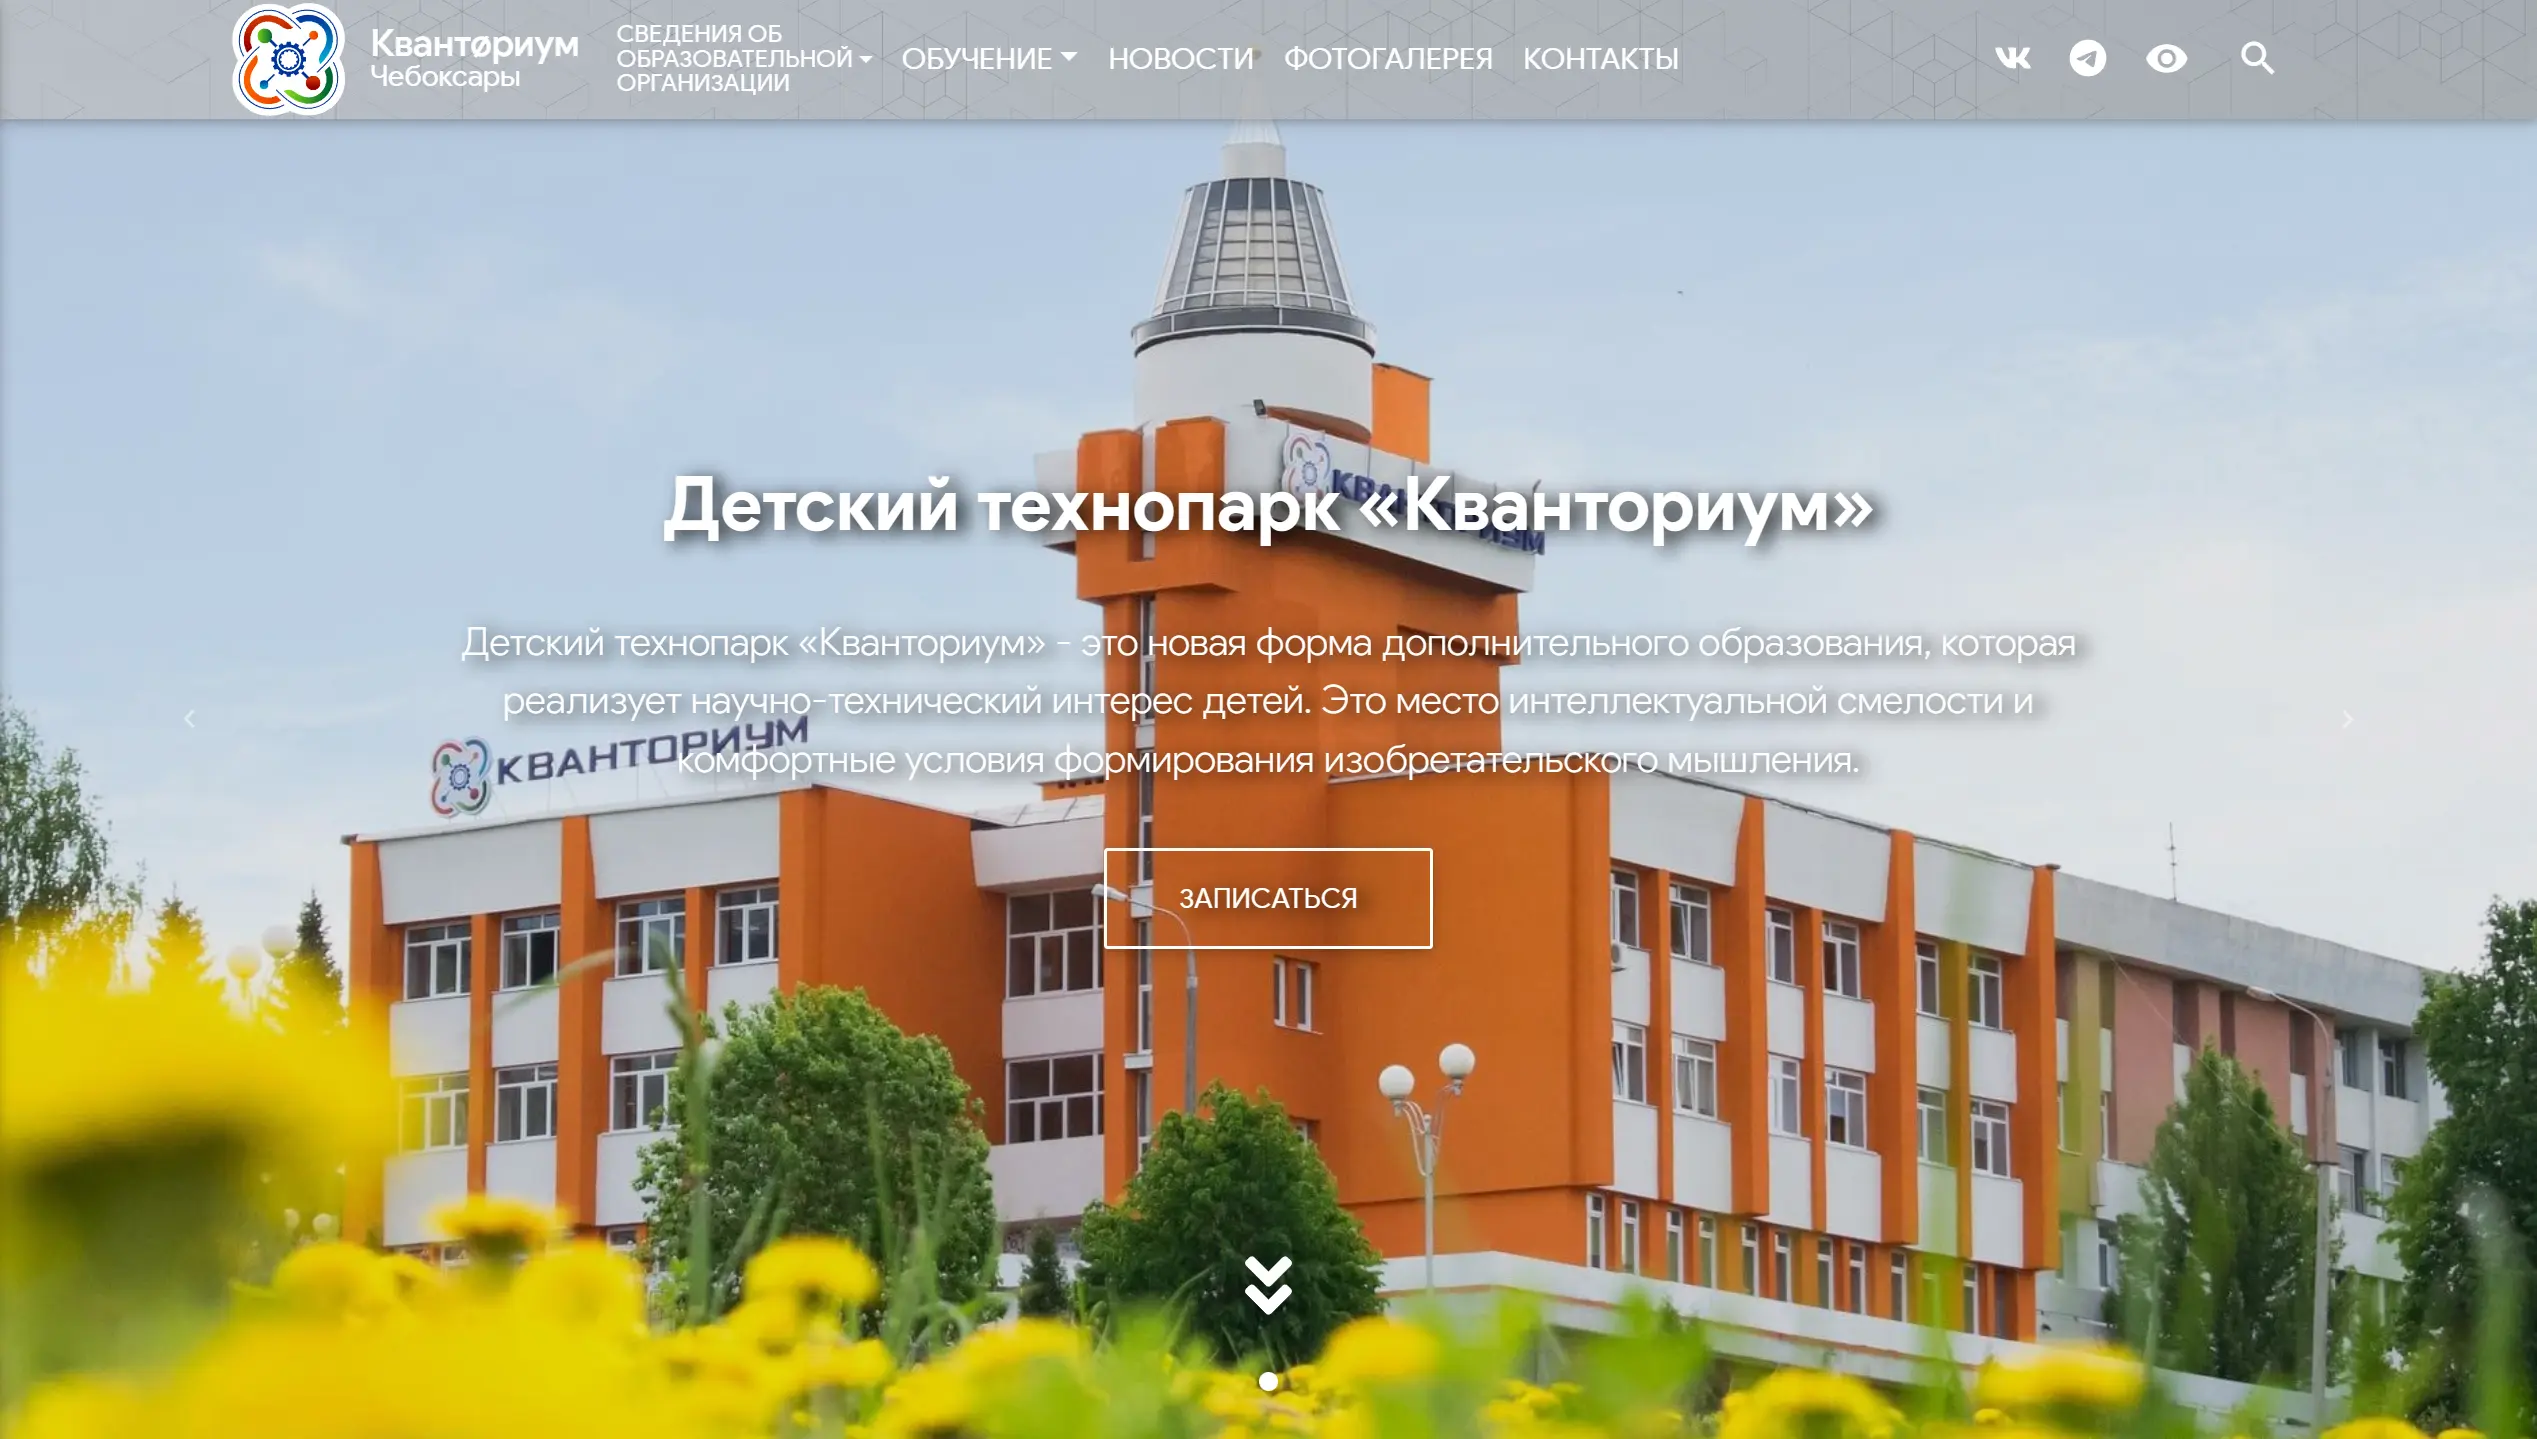 Квантøриум
Чебоксары
СВЕДЕНИЯ ОБ
ОБРАЗОВАТЕЛЬНОЙ
ОРГАНИЗАЦИИ
ОБУЧЕНИЕ
НОВОСТИ
ФОТОГАЛЕРЕЯ
КОНТАКТЫ
КВАНТОРИУМ
Детский технопарк «Кванториум»
Детский технопарк «Кванториум» - это новая форма дополнительного образования, которая
реализует научно-технический интерес детей. Это место интеллектуальной смелости и
комфортные условия формирования изобретательского мышления.
КВАНТОРИУМ
ЗАПИСАТЬСЯ